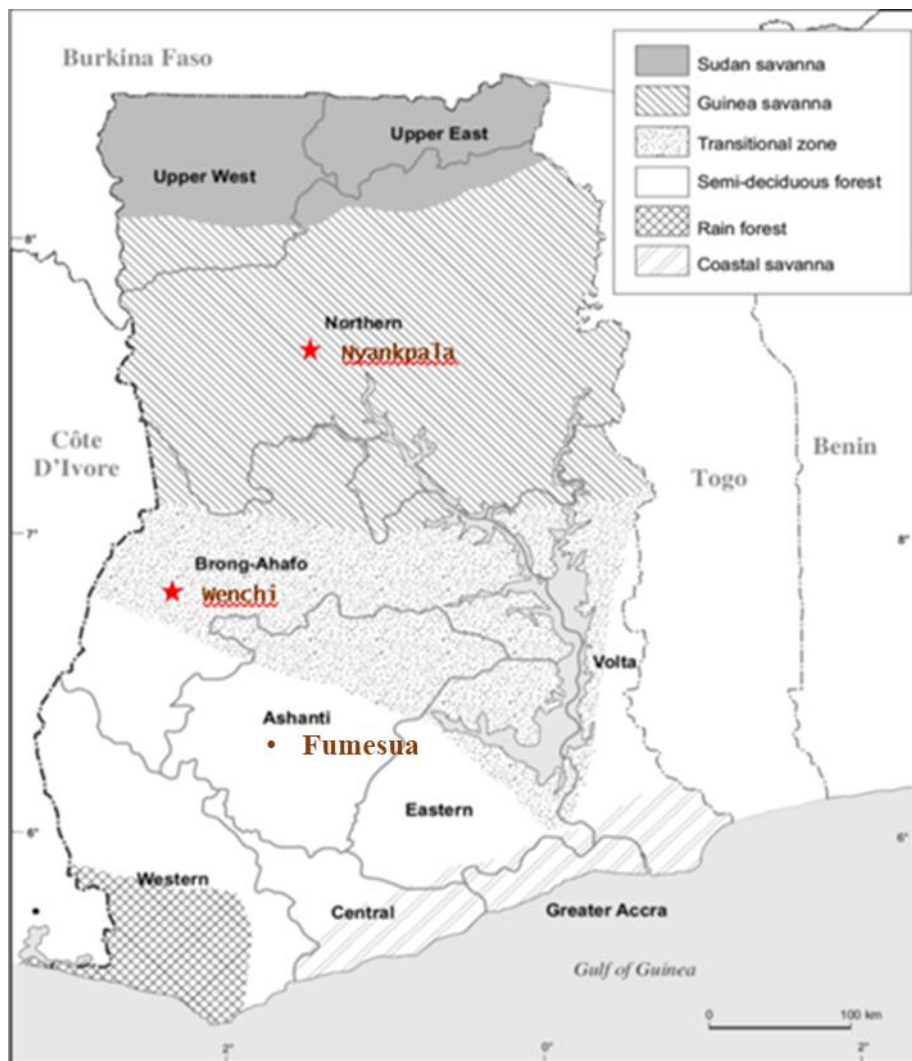 Burkina Faso
Sudan savanna
Guinea savanna
Transitional zone
Semi-deciduous forest
Rain forest
Coastal savanna
Upper East
Upper West
8°
Northern
Nyankpala
Côte
D'Ivore
Benin
Togo
7°
8°
Brong-Ahafo
Wenchi
Volta
Ashanti
• Fumesua
Eastern
6°
6°
Western
Central
Greater Accra
Gulf of Guinea
0
100 km
2°
0°
2°